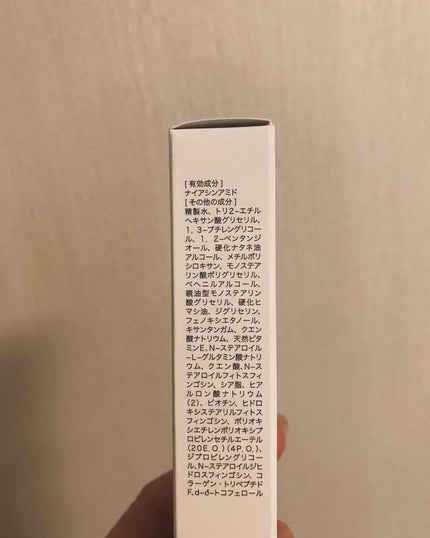 [有効成分]
ナイアシンアミド
[その他の成分]
精製水、トリ2-エチル
ヘキサン酸グリセリル、
1,3-ブチレングリコー
ル、1,2-ペンタンジ
オール、硬化ナタネ油
アルコール、メチルポリ
シロキサン、モノステア
リン酸ポリグリセリル、
ベヘニルアルコール、
親油型モノステアリン
酸グリセリル、硬化ヒ
マシ油、ジグリセリン、
フェノキシエタノール、
キサンタンガム、クエン
酸ナトリウム、天然ビタ
ミンE、N-ステアロイル
-L-グルタミン酸ナトリ
ウム、クエン酸、N-ス
テアロイルフィトスフィ
ンゴシン、シア脂、ヒア
ルロン酸ナトリウム
(2)、ビオチン、ヒドロ
キシステアリルフィトス
フィンゴシン、ポリオキ
シエチレンポリオキシプ
ロピレンセチルエーテル
(20E.O.)(4P.O.)、
ジプロピレングリコー
ル、N-ステアロイルジヒ
ドロスフィンゴシン、コ
ラーゲン・トリペプチド
F、d-δ-トコフェロール